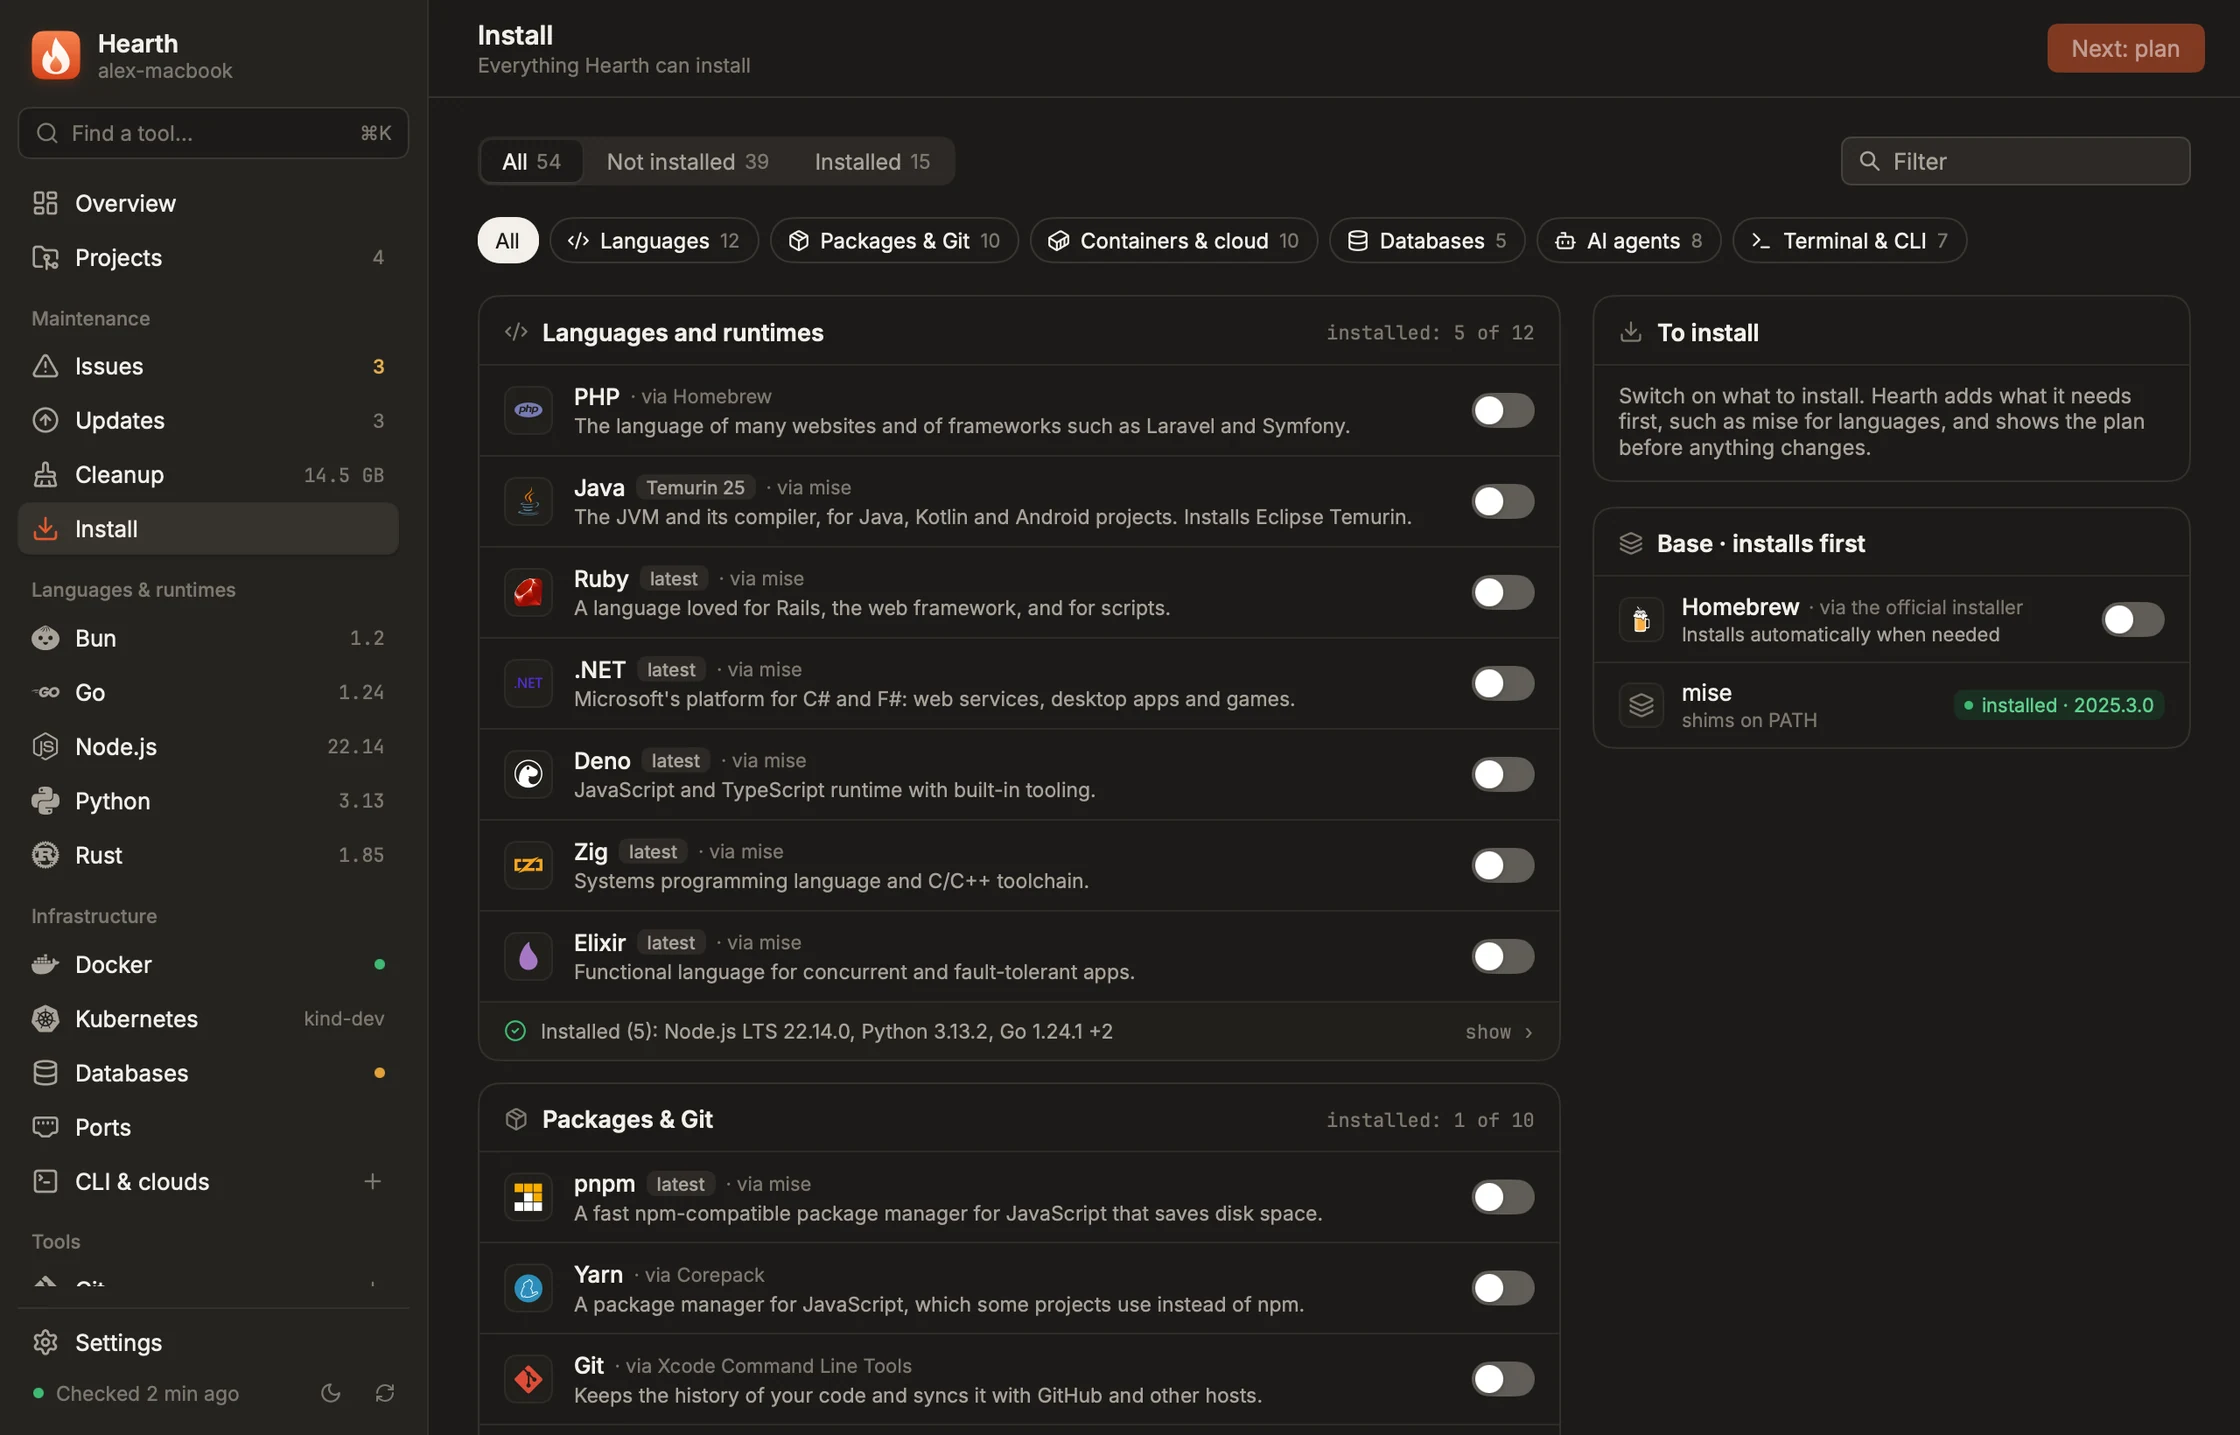 Hearth
alex-macbook
Find a tool... ⌘K
Overview
Projects 4
Maintenance
Issues 3
Updates 3
Cleanup 14.5 GB
Install
Languages & runtimes
Bun 1.2
Go 1.24
Node.js 22.14
Python 3.13
Rust 1.85
Infrastructure
Docker
Kubernetes kind-dev
Databases
Ports
CLI & clouds
Tools
Settings
Checked 2 min ago
Install
Everything Hearth can install
Next: plan
All 54 Not installed 39 Installed 15
Filter
All Languages 12 Packages & Git 10 Containers & cloud 10 Databases 5 AI agents 8 Terminal & CLI 7
Languages and runtimes installed: 5 of 12
php
PHP · via Homebrew
The language of many websites and of frameworks such as Laravel and Symfony.
Java Temurin 25 · via mise
The JVM and its compiler, for Java, Kotlin and Android projects. Installs Eclipse Temurin.
Ruby latest · via mise
A language loved for Rails, the web framework, and for scripts.
.NET
.NET latest · via mise
Microsoft's platform for C# and F#: web services, desktop apps and games.
Deno latest · via mise
JavaScript and TypeScript runtime with built-in tooling.
Zig latest · via mise
Systems programming language and C/C++ toolchain.
Elixir latest · via mise
Functional language for concurrent and fault-tolerant apps.
Installed (5): Node.js LTS 22.14.0, Python 3.13.2, Go 1.24.1 +2 show ›
Packages & Git installed: 1 of 10
pnpm latest · via mise
A fast npm-compatible package manager for JavaScript that saves disk space.
Yarn · via Corepack
A package manager for JavaScript, which some projects use instead of npm.
Git · via Xcode Command Line Tools
Keeps the history of your code and syncs it with GitHub and other hosts.
To install
Switch on what to install. Hearth adds what it needs
first, such as mise for languages, and shows the plan
before anything changes.
Base · installs first
Homebrew · via the official installer
Installs automatically when needed
mise
shims on PATH
installed · 2025.3.0